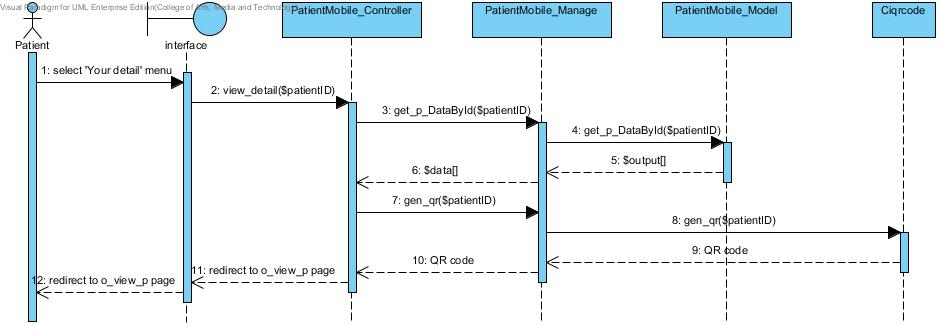 Visual Paradigm for UML Enterprise Edition(College of Arts, Media and Technology
PatientMobile_Controller
PatientMobile_Manage
PatientMobile_Model
Ciqrcode
Patient
interface
1: select 'Your detail' menu
2: view_detail($patientID)
3: get_p_DataById($patientID)
4: get_p_DataById($patientID)
5: $output[]
6: $data[]
7: gen_qr($patientID)
8: gen_qr($patientID)
9: QR code
10: QR code
11: redirect to o_view_p page
12: redirect to o_view_p page